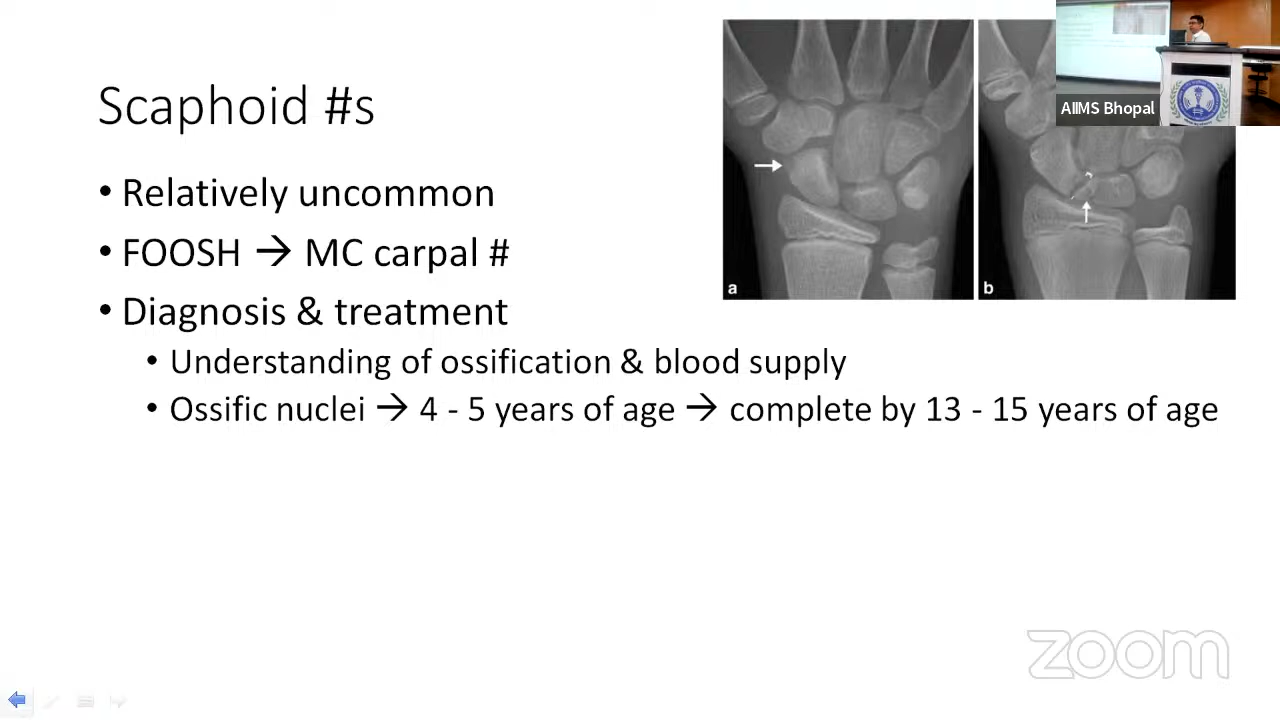 Scaphoid #s
• Relatively uncommon
• FOOSH → MC carpal #
• Diagnosis & treatment
• Understanding of ossification & blood supply
• Ossific nuclei → 4 - 5 years of age → complete by 13 - 15 years of age
a
b
AIIMS Bhopal
zoom